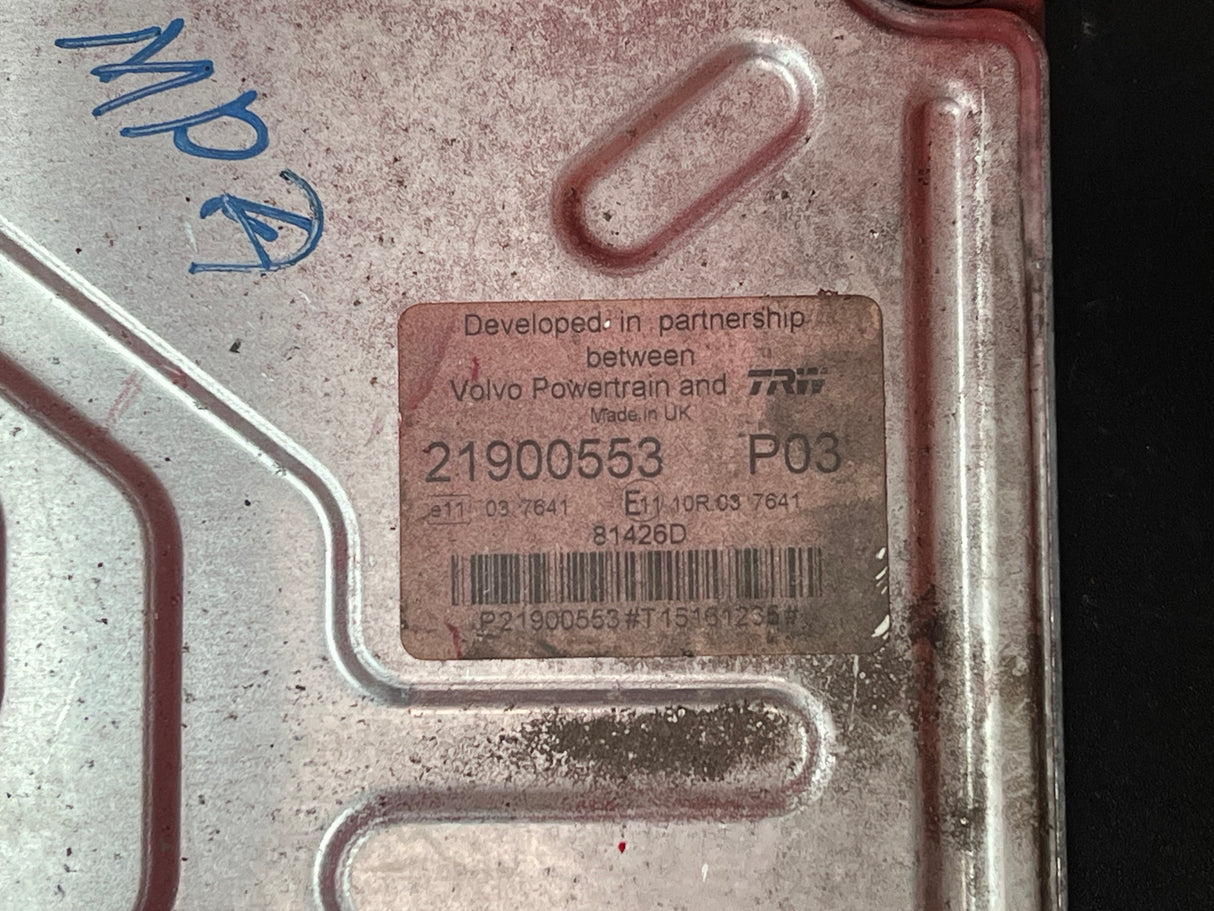 MPA
Developed in partnership
between
Volvo Powertrain and TRW
Made in UK
21900553 P03
e11 03 7641 E11 10R.03 7641
81426D
P21900553#T15161235#